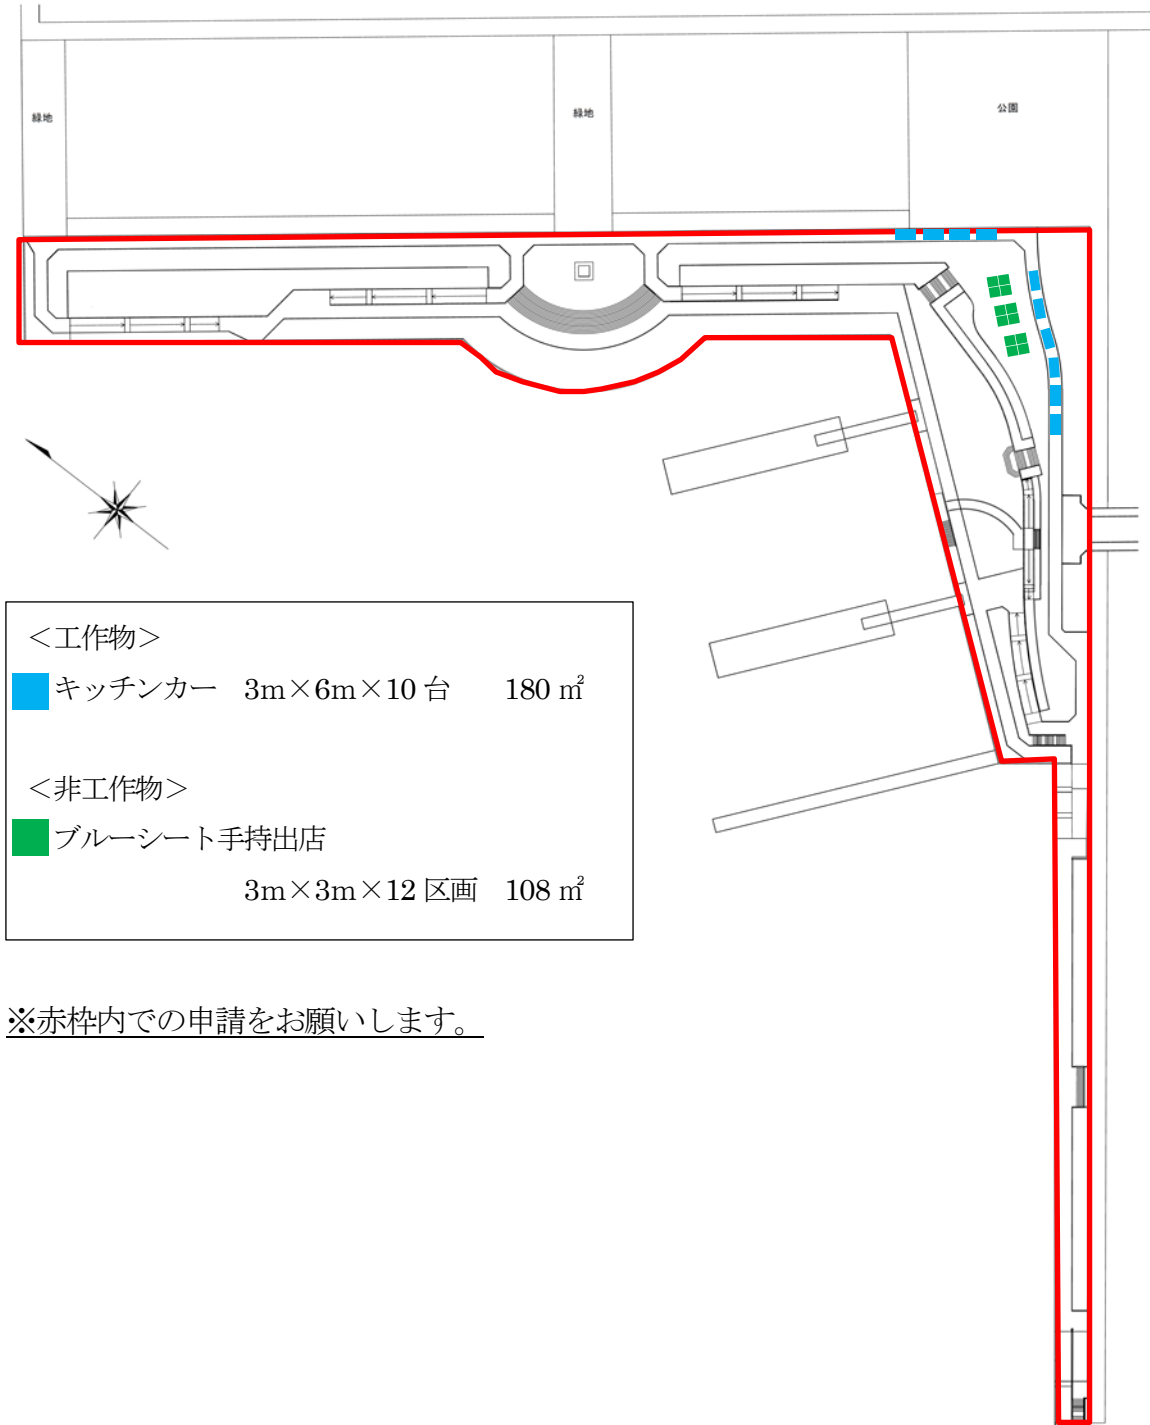 緑地
緑地
公園
＜工作物＞
キッチンカー　3m×6m×10 台　　180 ㎡
＜非工作物＞
ブルーシート手持出店
3m×3m×12 区画　108 ㎡
※赤枠内での申請をお願いします。